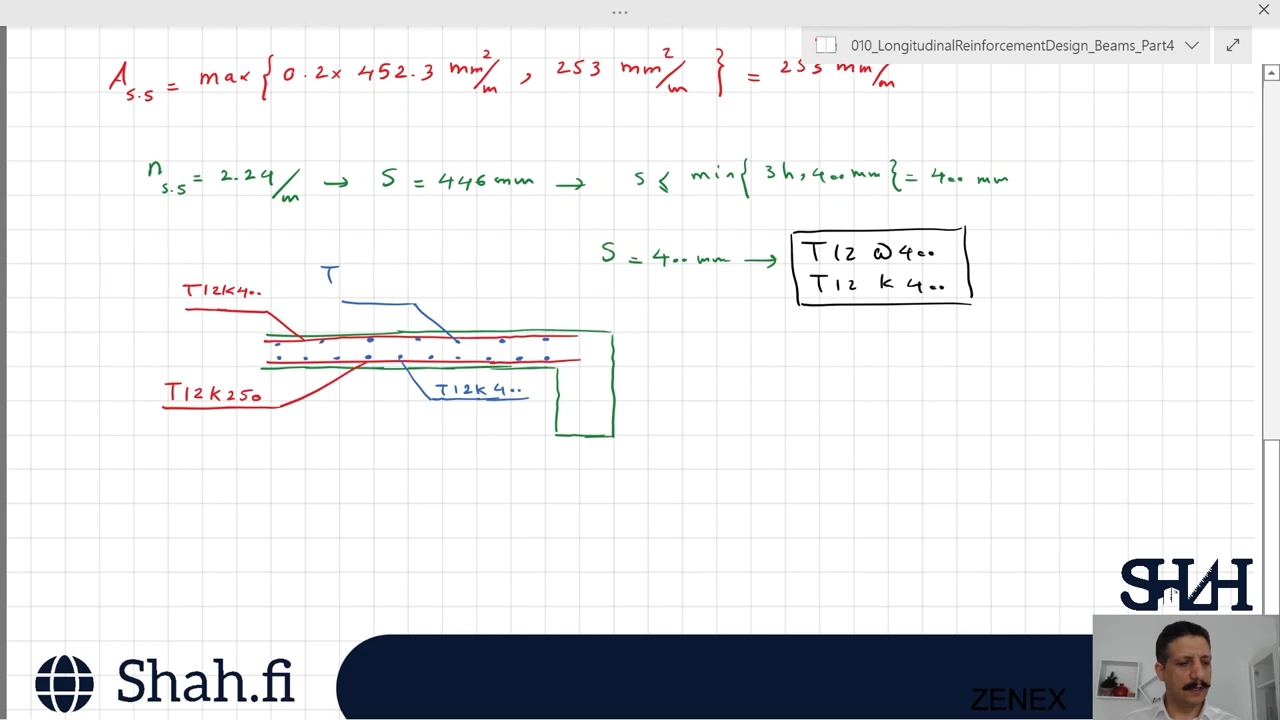 010_LongitudinalReinforcementDesign_Beams_Part4
A s.s = max{ 0.2 x 452.3 mm²/m , 253 mm²/m } = 253 mm²/m
n s.s = 2.24/m → S = 446 mm → s ≤ min{ 3h, 400 mm } = 400 mm
S = 400 mm → T12 @ 400
T12 k 400
T
T12K400
T12K250
T12K400
SHAH
Shah.fi
ZENEX